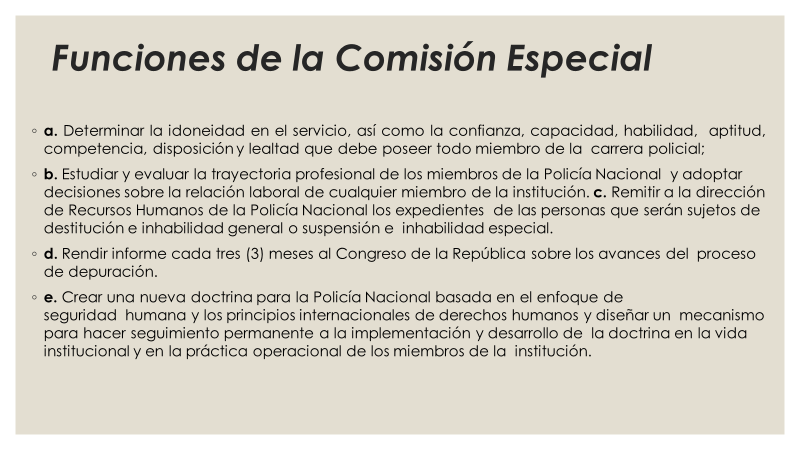 Funciones de la Comisión Especial
◦ a. Determinar la idoneidad en el servicio, así como la confianza, capacidad, habilidad, aptitud,
competencia, disposición y lealtad que debe poseer todo miembro de la carrera policial;
◦ b. Estudiar y evaluar la trayectoria profesional de los miembros de la Policía Nacional y adoptar
decisiones sobre la relación laboral de cualquier miembro de la institución. c. Remitir a la dirección
de Recursos Humanos de la Policía Nacional los expedientes de las personas que serán sujetos de
destitución e inhabilidad general o suspensión e inhabilidad especial.
◦ d. Rendir informe cada tres (3) meses al Congreso de la República sobre los avances del proceso
de depuración.
◦ e. Crear una nueva doctrina para la Policía Nacional basada en el enfoque de
seguridad humana y los principios internacionales de derechos humanos y diseñar un mecanismo
para hacer seguimiento permanente a la implementación y desarrollo de la doctrina en la vida
institucional y en la práctica operacional de los miembros de la institución.